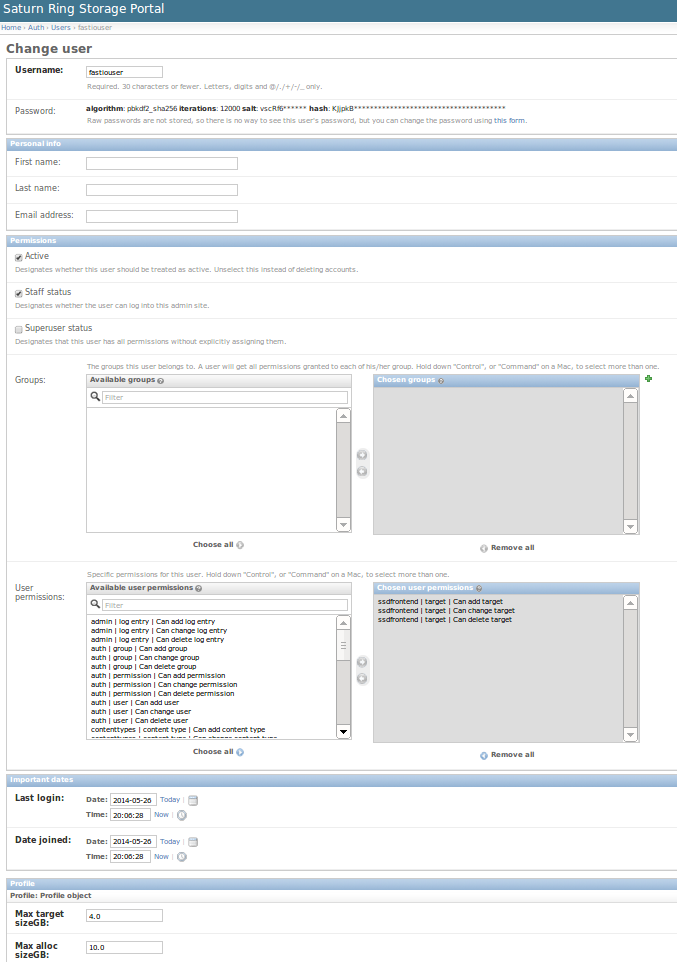 Saturn Ring Storage Portal
Home › Auth › Users › fastiouser
Change user
Username:
fastiouser
Required. 30 characters or fewer. Letters, digits and @/./+/-/_ only.
Password:
algorithm: pbkdf2_sha256 iterations: 12000 salt: vscRf6****** hash: KJjpkB**************************************
Raw passwords are not stored, so there is no way to see this user's password, but you can change the password using this form.
Personal info
First name:
Last name:
Email address:
Permissions
Active
Designates whether this user should be treated as active. Unselect this instead of deleting accounts.
Staff status
Designates whether the user can log into this admin site.
Superuser status
Designates that this user has all permissions without explicitly assigning them.
The groups this user belongs to. A user will get all permissions granted to each of his/her group. Hold down "Control", or "Command" on a Mac, to select more than one.
Groups:
Available groups
Filter
Choose all
Chosen groups
Remove all
Specific permissions for this user. Hold down "Control", or "Command" on a Mac, to select more than one.
User permissions:
Available user permissions
Filter
admin | log entry | Can add log entry
admin | log entry | Can change log entry
admin | log entry | Can delete log entry
auth | group | Can add group
auth | group | Can change group
auth | group | Can delete group
auth | permission | Can add permission
auth | permission | Can change permission
auth | permission | Can delete permission
auth | user | Can add user
auth | user | Can change user
auth | user | Can delete user
contenttypes | content type | Can add content type
contenttypes | content type | Can change content type
Choose all
Chosen user permissions
ssdfrontend | target | Can add target
ssdfrontend | target | Can change target
ssdfrontend | target | Can delete target
Remove all
Important dates
Last login:
Date: 2014-05-26 Today |
Time: 20:06:28 Now |
Date joined:
Date: 2014-05-26 Today |
Time: 20:06:28 Now |
Profile
Profile: Profile object
Max target sizeGB:
4.0
Max alloc sizeGB:
10.0